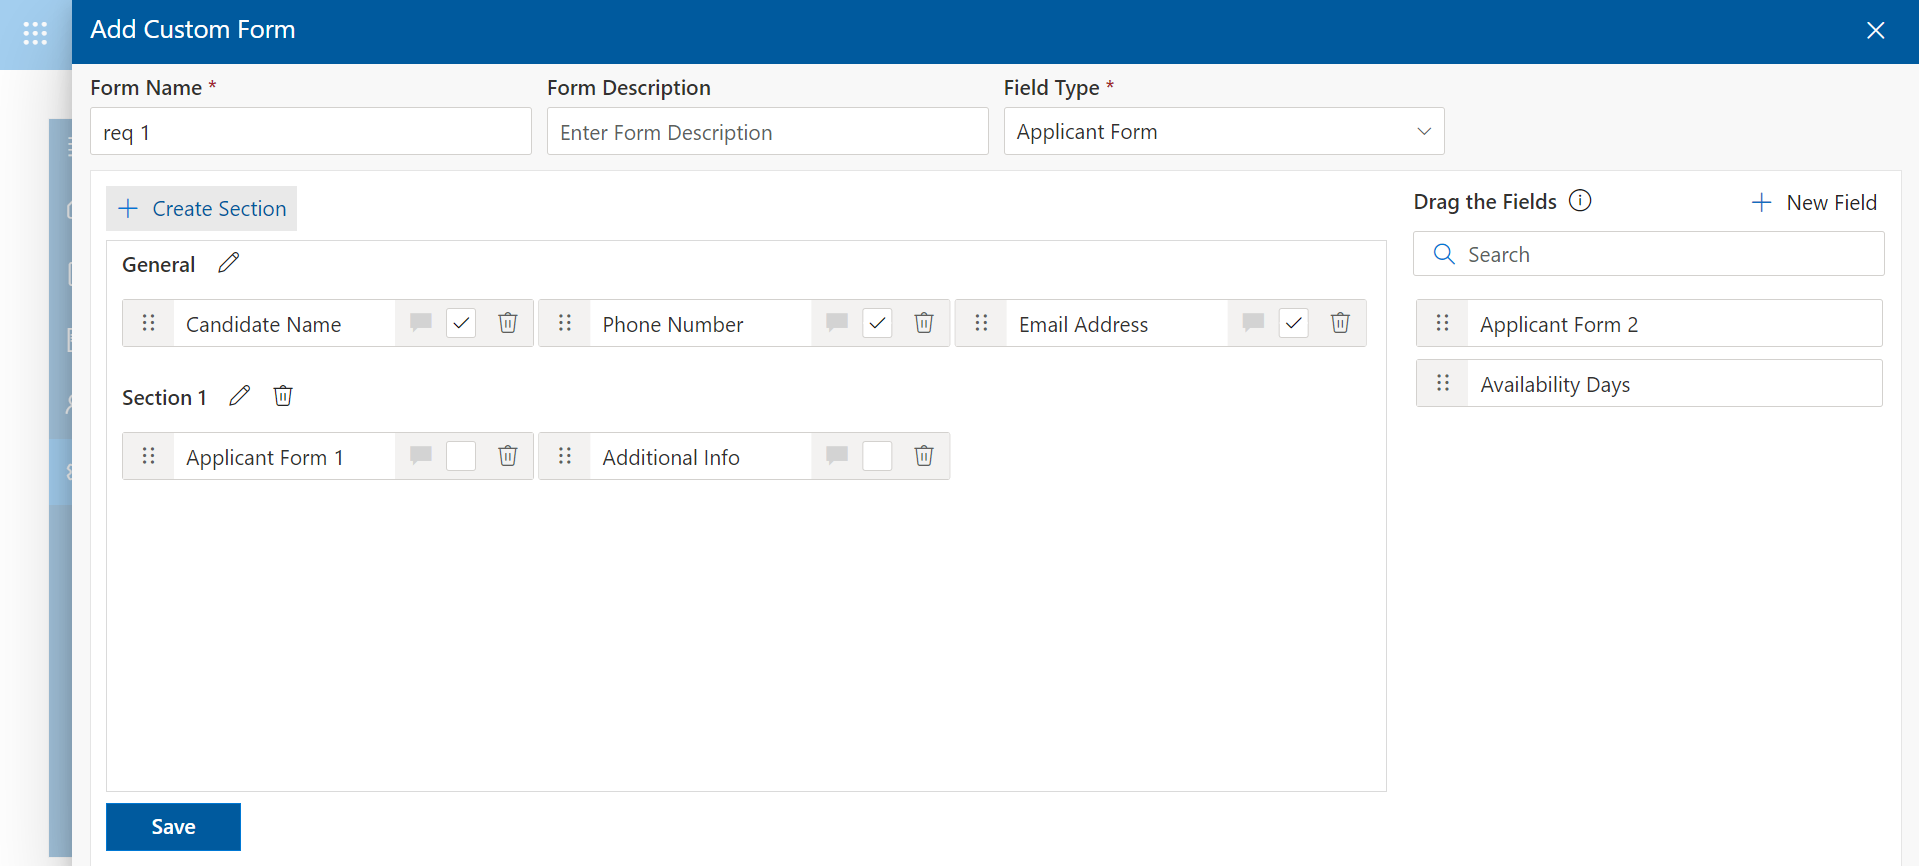 Add Custom Form
Form Name *
Form Description
Field Type *
req 1
Enter Form Description
Applicant Form
Create Section
Drag the Fields
New Field
Search
General
Candidate Name
Phone Number
Email Address
Applicant Form 2
Availability Days
Section 1
Applicant Form 1
Additional Info
Save